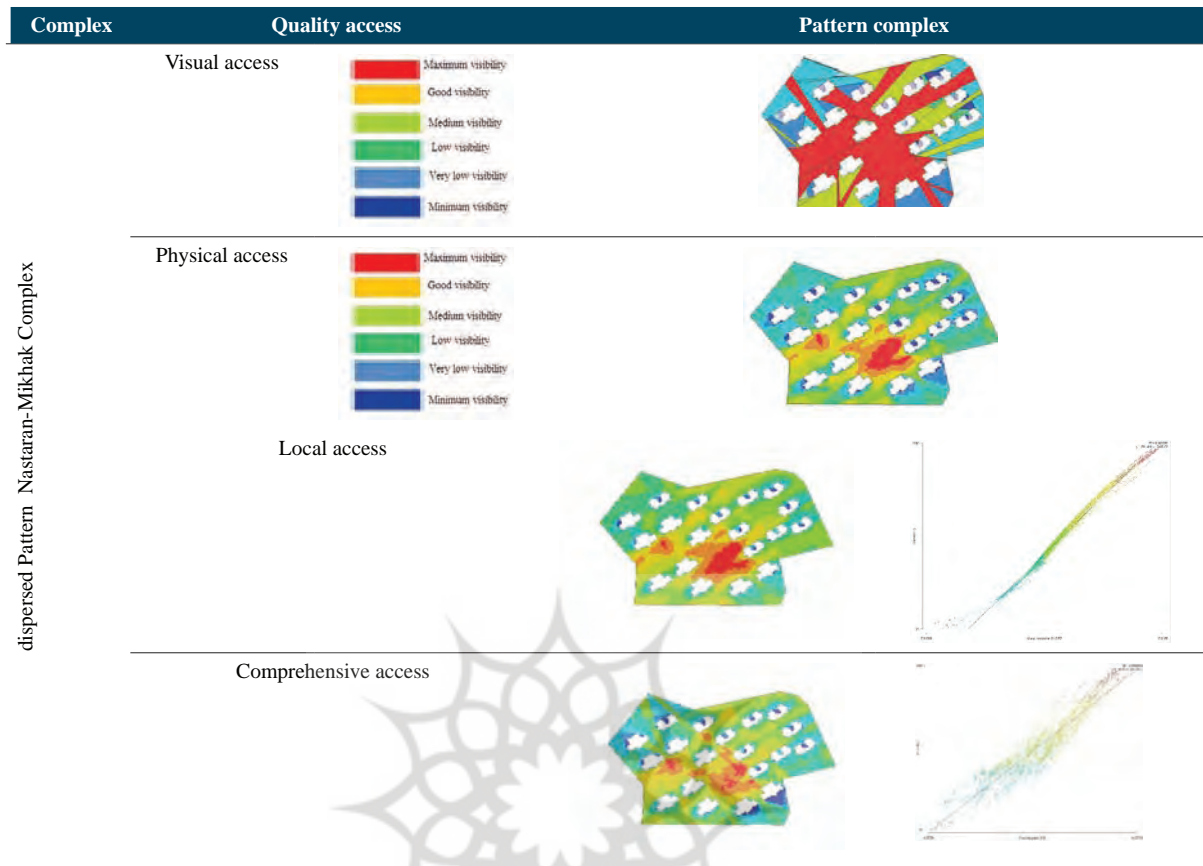 Complex Quality access Pattern complex
dispersed Pattern Nastaran-Mikhak Complex
Visual access
Maximum visibility
Good visibility
Medium visibility
Low visibility
Very low visibility
Minimum visibility
Physical access
Maximum visibility
Good visibility
Medium visibility
Low visibility
Very low visibility
Minimum visibility
Local access
Comprehensive access